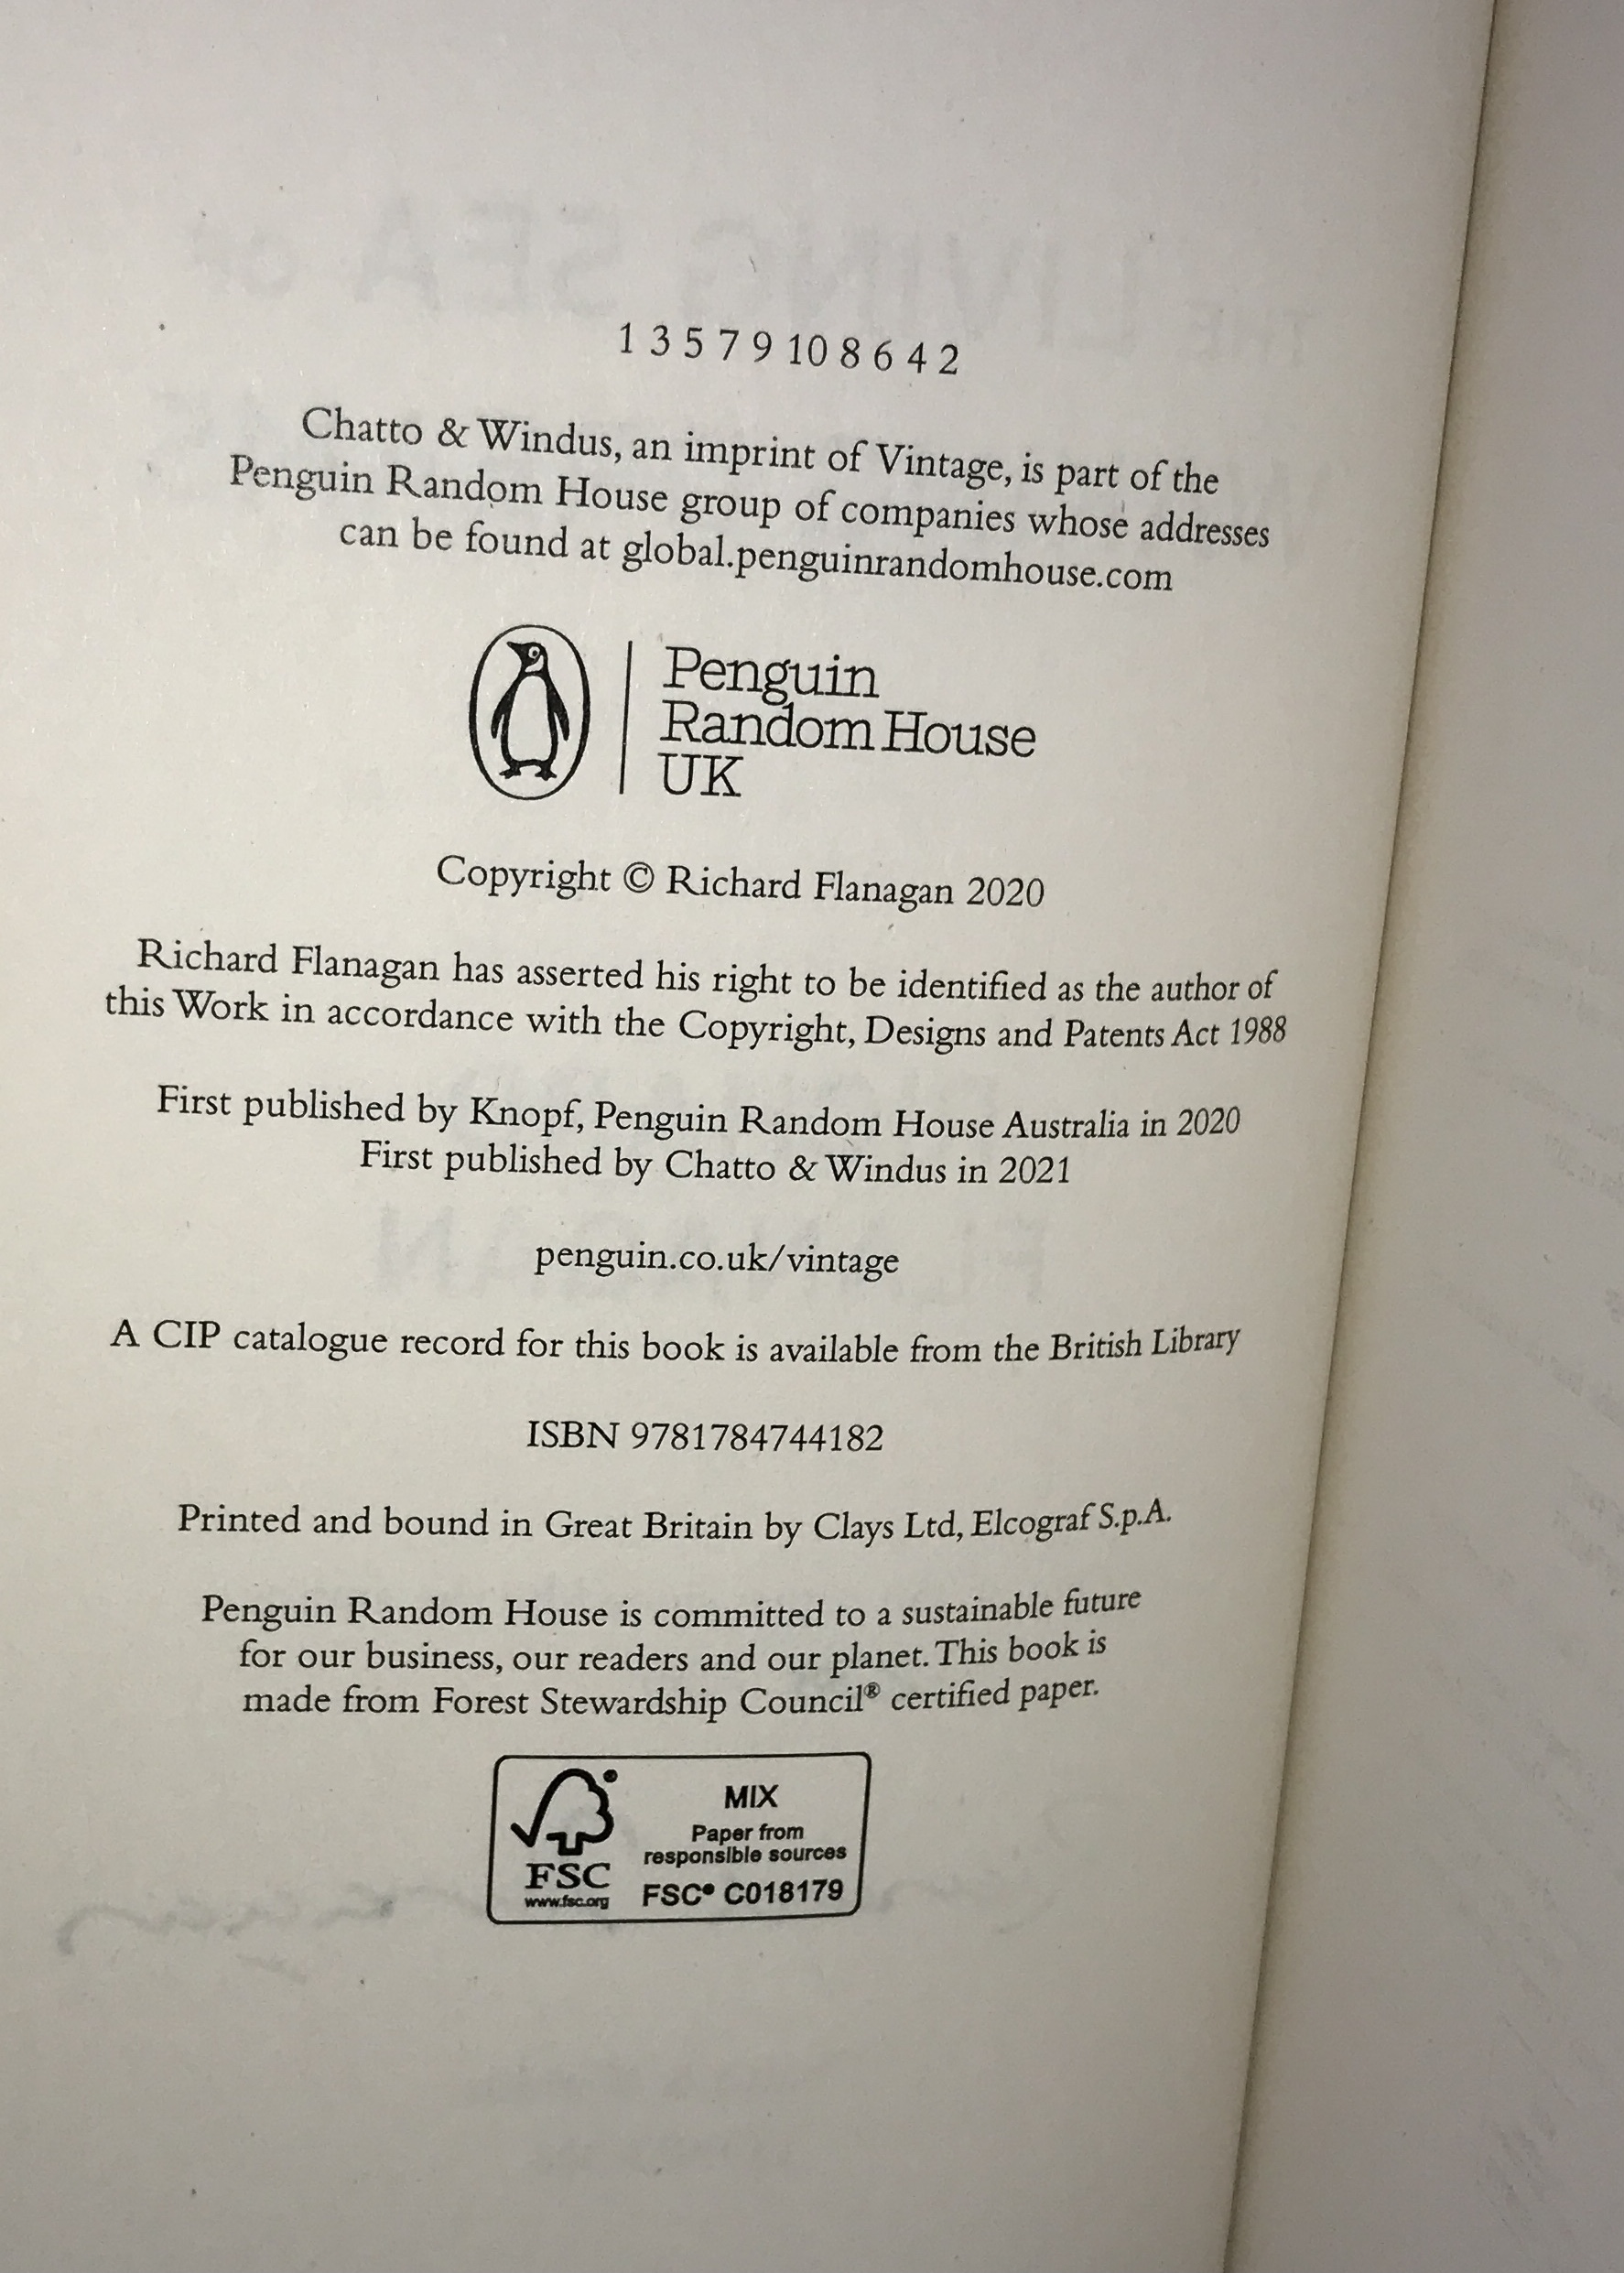 1 3 5 7 9 10 8 6 4 2
Chatto & Windus, an imprint of Vintage, is part of the
Penguin Random House group of companies whose addresses
can be found at global.penguinrandomhouse.com
Penguin
Random House
UK
Copyright © Richard Flanagan 2020
Richard Flanagan has asserted his right to be identified as the author of
this Work in accordance with the Copyright, Designs and Patents Act 1988
First published by Knopf, Penguin Random House Australia in 2020
First published by Chatto & Windus in 2021
penguin.co.uk/vintage
A CIP catalogue record for this book is available from the British Library
ISBN 9781784744182
Printed and bound in Great Britain by Clays Ltd, Elcograf S.p.A.
Penguin Random House is committed to a sustainable future
for our business, our readers and our planet. This book is
made from Forest Stewardship Council® certified paper.
FSC
www.fsc.org
MIX
Paper from
responsible sources
FSC® C018179